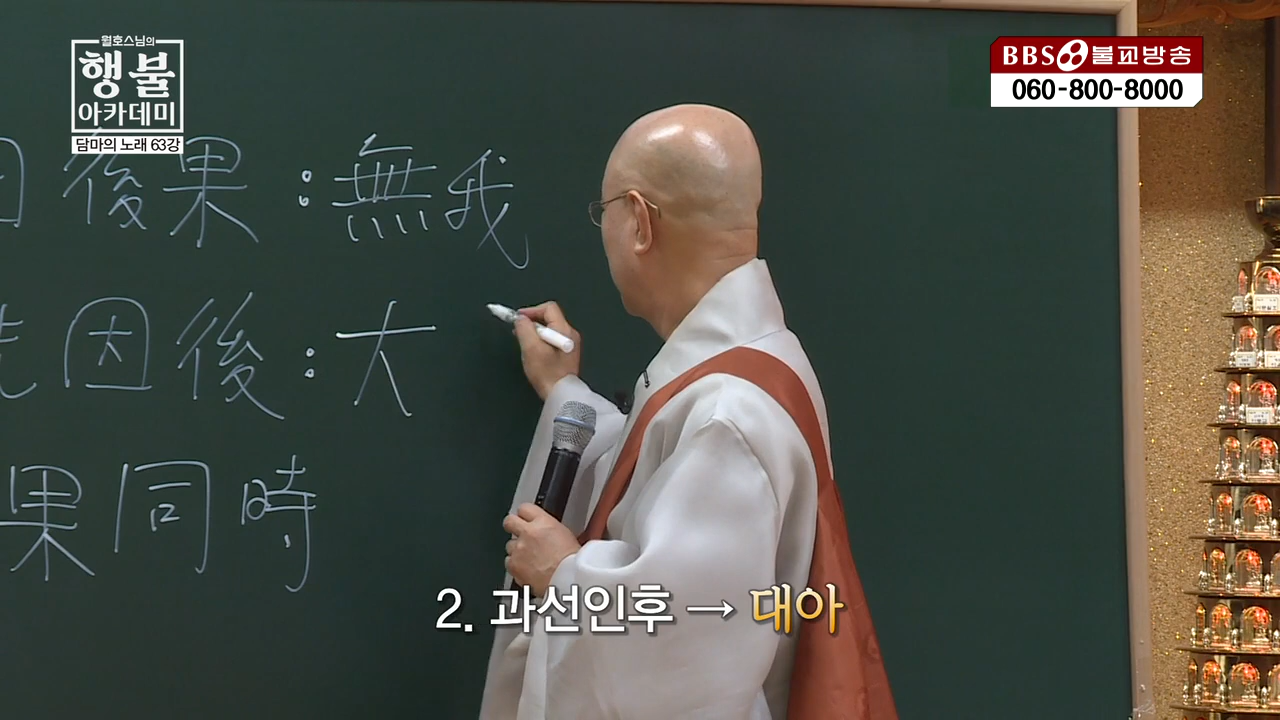 월호스님의
행불
아카데미
담마의 노래 63강
BBS 불교방송
060-800-8000
因後果:無我
先因後:大
果同時
2. 과선인후 → 대아